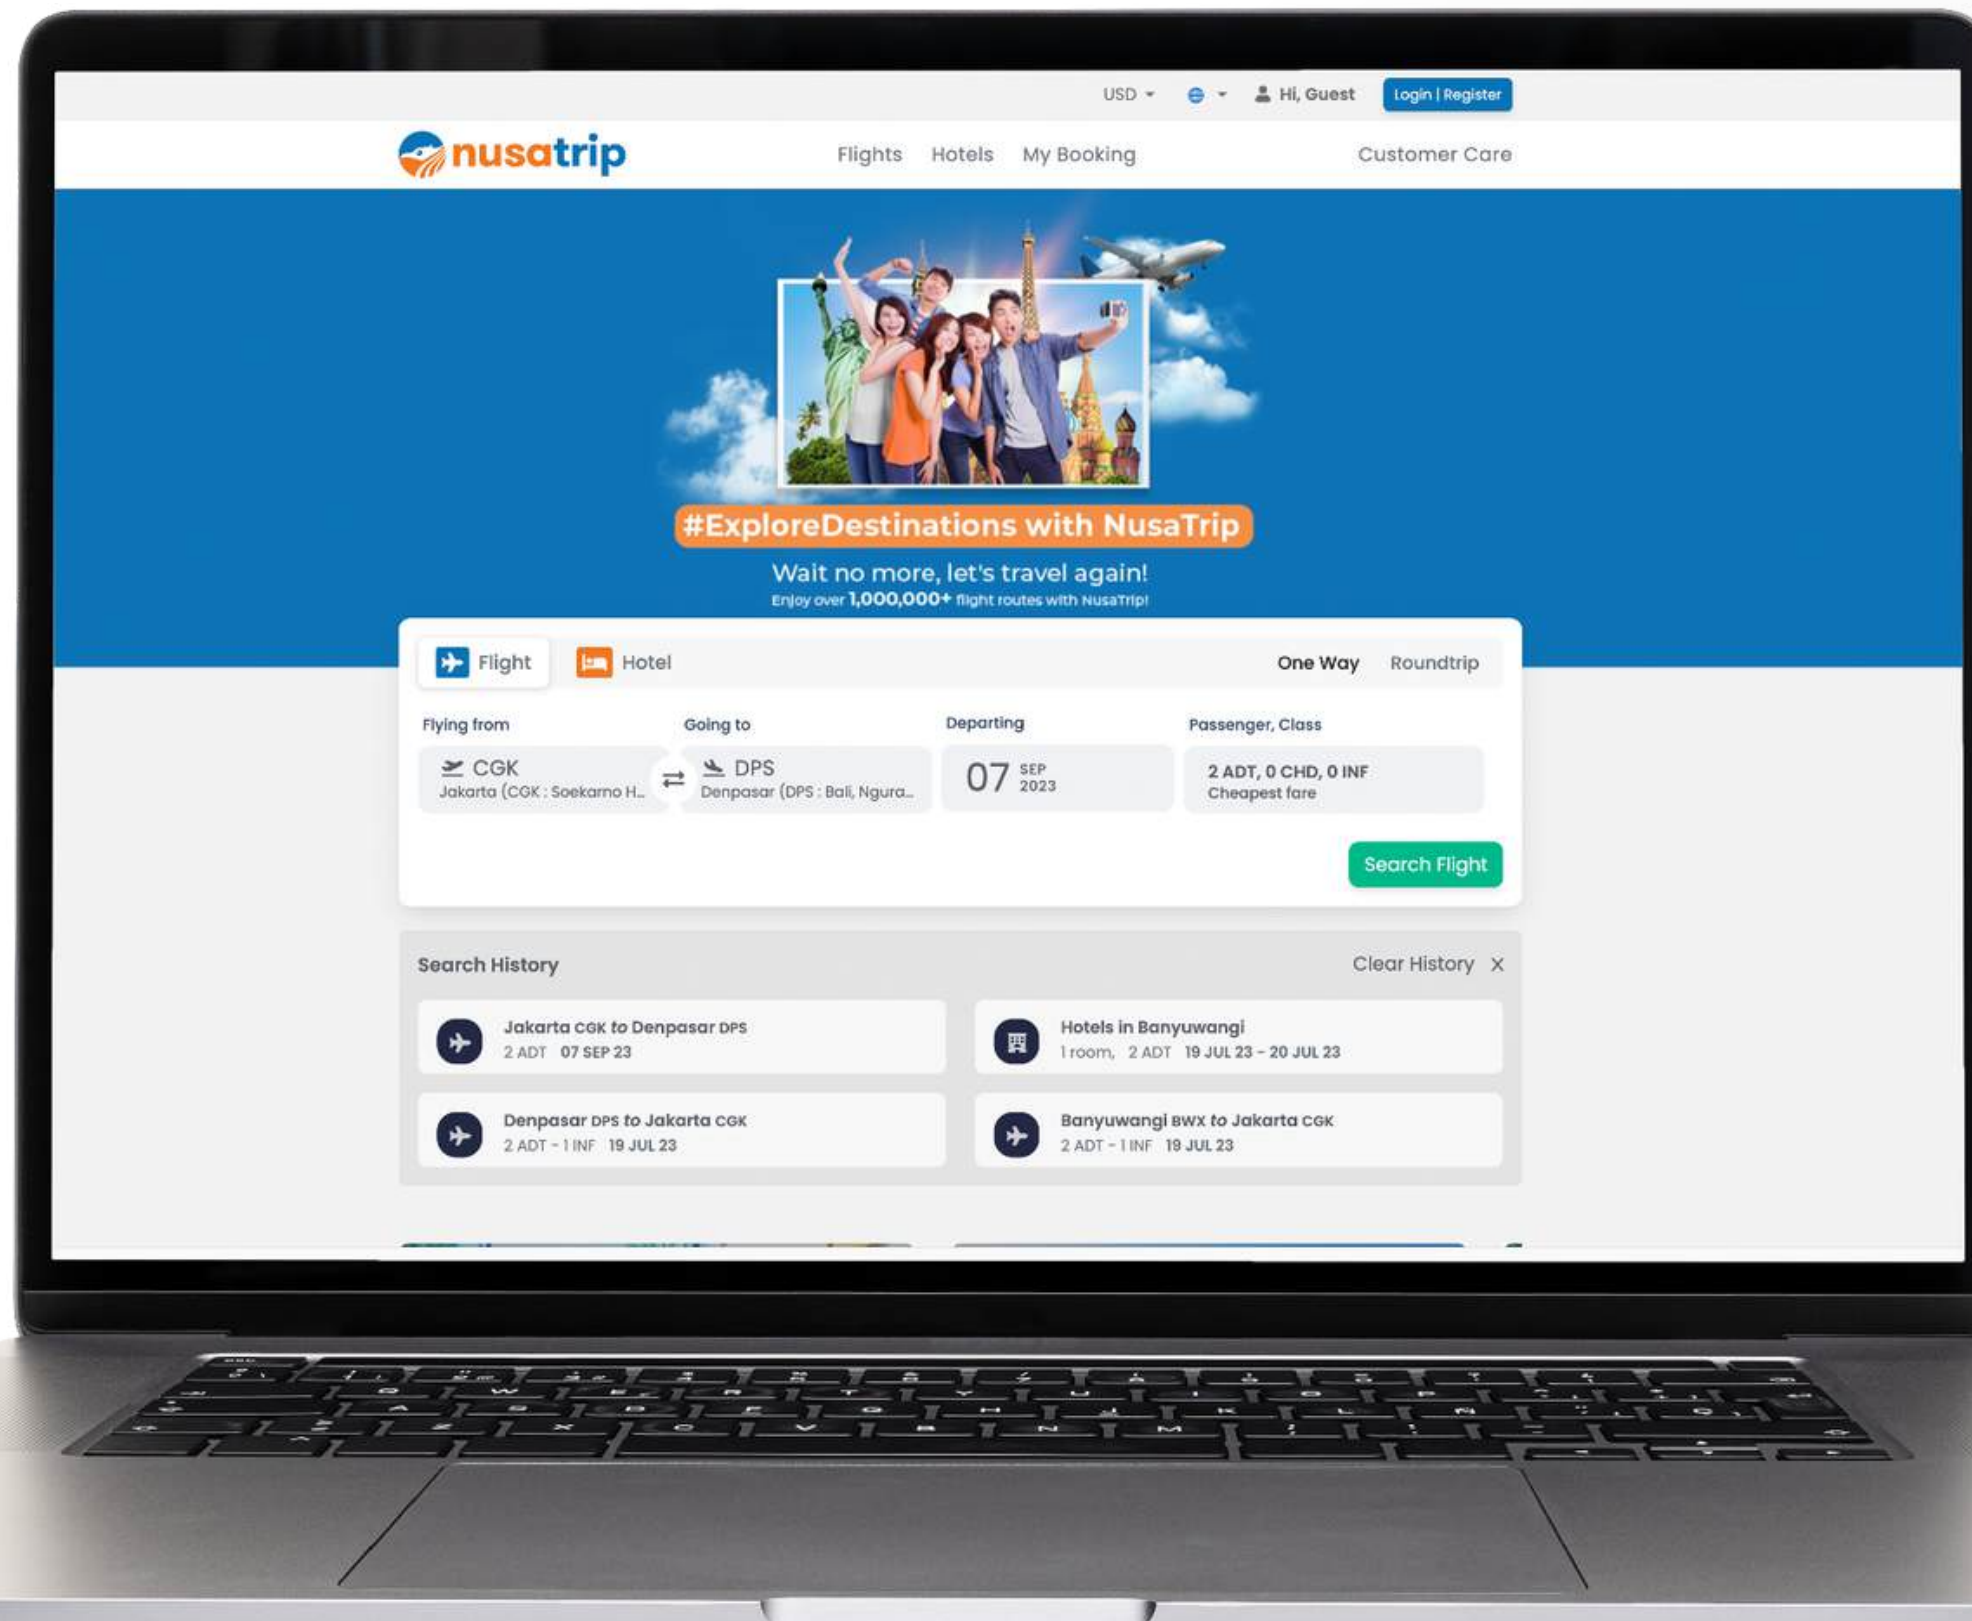 USD
Hi, Guest
Login | Register
nusatrip
Flights Hotels My Booking
Customer Care
#ExploreDestinations with NusaTrip
Wait no more, let's travel again!
Enjoy over 1,000,000+ flight routes with NusaTrip!
Flight
Hotel
One Way Roundtrip
Flying from
Going to
Departing
Passenger, Class
CGK
Jakarta (CGK : Soekarno H...
DPS
Denpasar (DPS : Bali, Ngura...
07 SEP
2023
2 ADT, 0 CHD, 0 INF
Cheapest fare
Search Flight
Search History
Clear History X
Jakarta CGK to Denpasar DPS
2 ADT 07 SEP 23
Hotels in Banyuwangi
1 room, 2 ADT 19 JUL 23 - 20 JUL 23
Denpasar DPS to Jakarta CGK
2 ADT - 1 INF 19 JUL 23
Banyuwangi BWX to Jakarta CGK
2 ADT - 1 INF 19 JUL 23
Q W E R T Y U I O P
A S D F G H J K L Ñ
Z X C V B N M